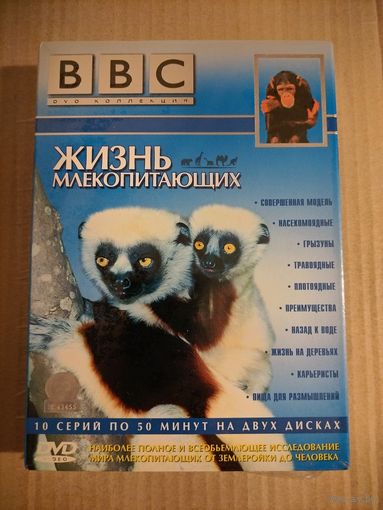 BBC
DVD КОЛЛЕКЦИЯ
ЖИЗНЬ
МЛЕКОПИТАЮЩИХ
• СОВЕРШЕННАЯ МОДЕЛЬ
• НАСЕКОМОЯДНЫЕ
• ГРЫЗУНЫ
• ТРАВОЯДНЫЕ
• ПЛОТОЯДНЫЕ
• ПРЕИМУЩЕСТВА
• НАЗАД К ВОДЕ
• ЖИЗНЬ НА ДЕРЕВЬЯХ
• КАРЬЕРИСТЫ
• ПИЩА ДЛЯ РАЗМЫШЛЕНИЙ
10 СЕРИЙ ПО 50 МИНУТ НА ДВУХ ДИСКАХ
DVD
VIDEO
НАИБОЛЕЕ ПОЛНОЕ И ВСЕОБЪЕМЛЮЩЕЕ ИССЛЕДОВАНИЕ
МИРА МЛЕКОПИТАЮЩИХ ОТ ЗЕМЛЕРОЙКИ ДО ЧЕЛОВЕКА